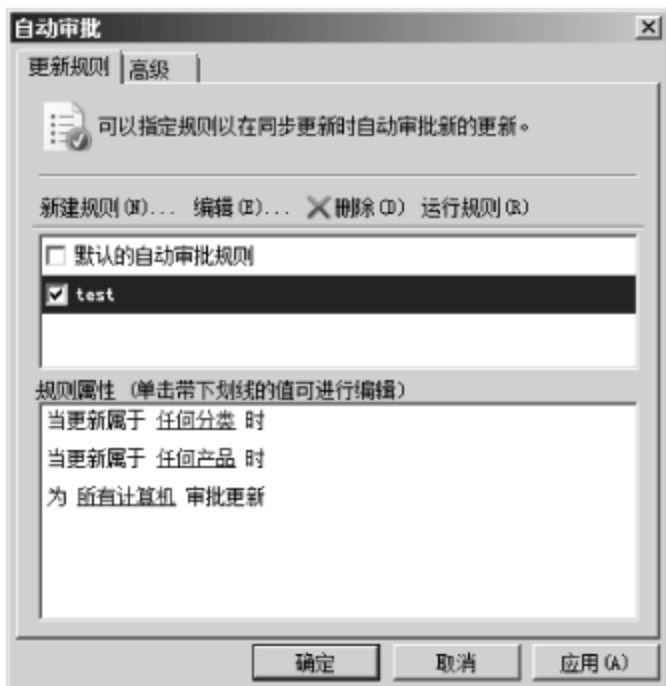 自动审批
更新规则 高级
可以指定规则以在同步更新时自动审批新的更新。
新建规则(N)... 编辑(E)... 删除(D) 运行规则(R)
默认的自动审批规则
test
规则属性（单击带下划线的值可进行编辑）
当更新属于 任何分类 时
当更新属于 任何产品 时
为 所有计算机 审批更新
确定 取消 应用(A)